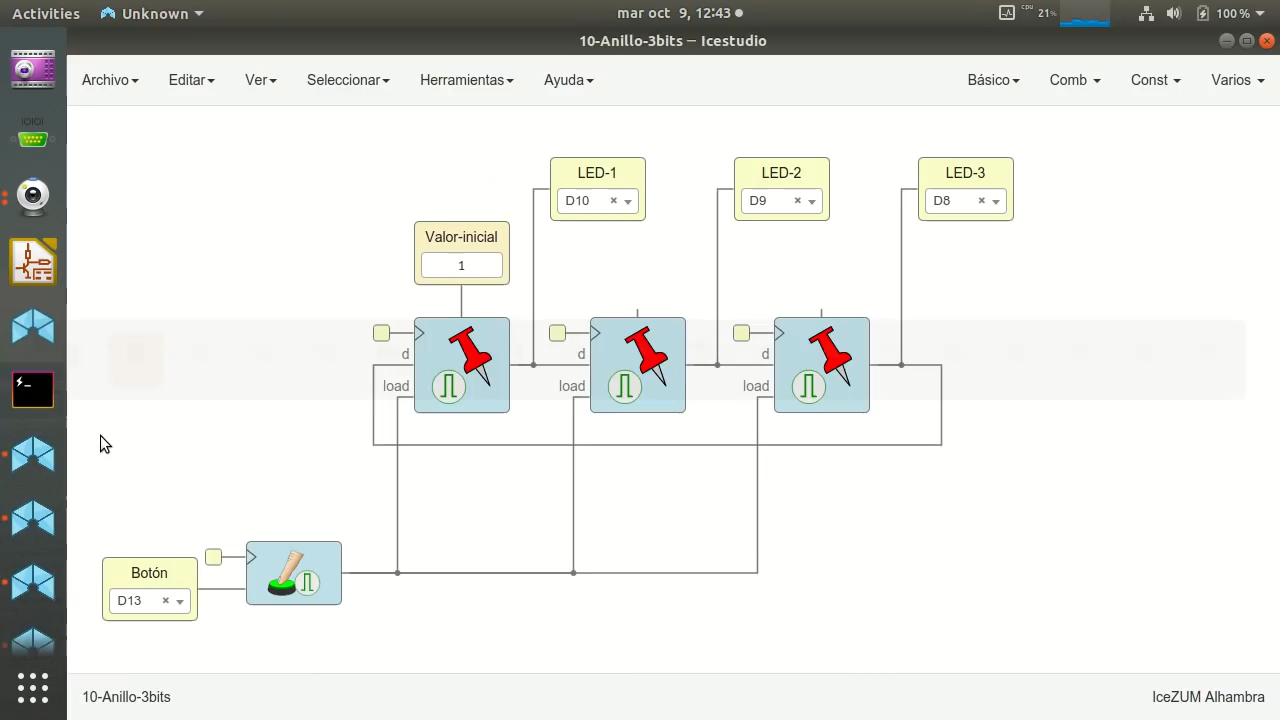 Activities Unknown mar oct 9, 12:43 cpu 21% 100 %
10-Anillo-3bits – Icestudio
Archivo Editar Ver Seleccionar Herramientas Ayuda Básico Comb Const Varios
LED-1 LED-2 LED-3
D10 × D9 × D8 ×
Valor-inicial
1
d d d
load load load
Botón
D13 ×
10-Anillo-3bits IceZUM Alhambra